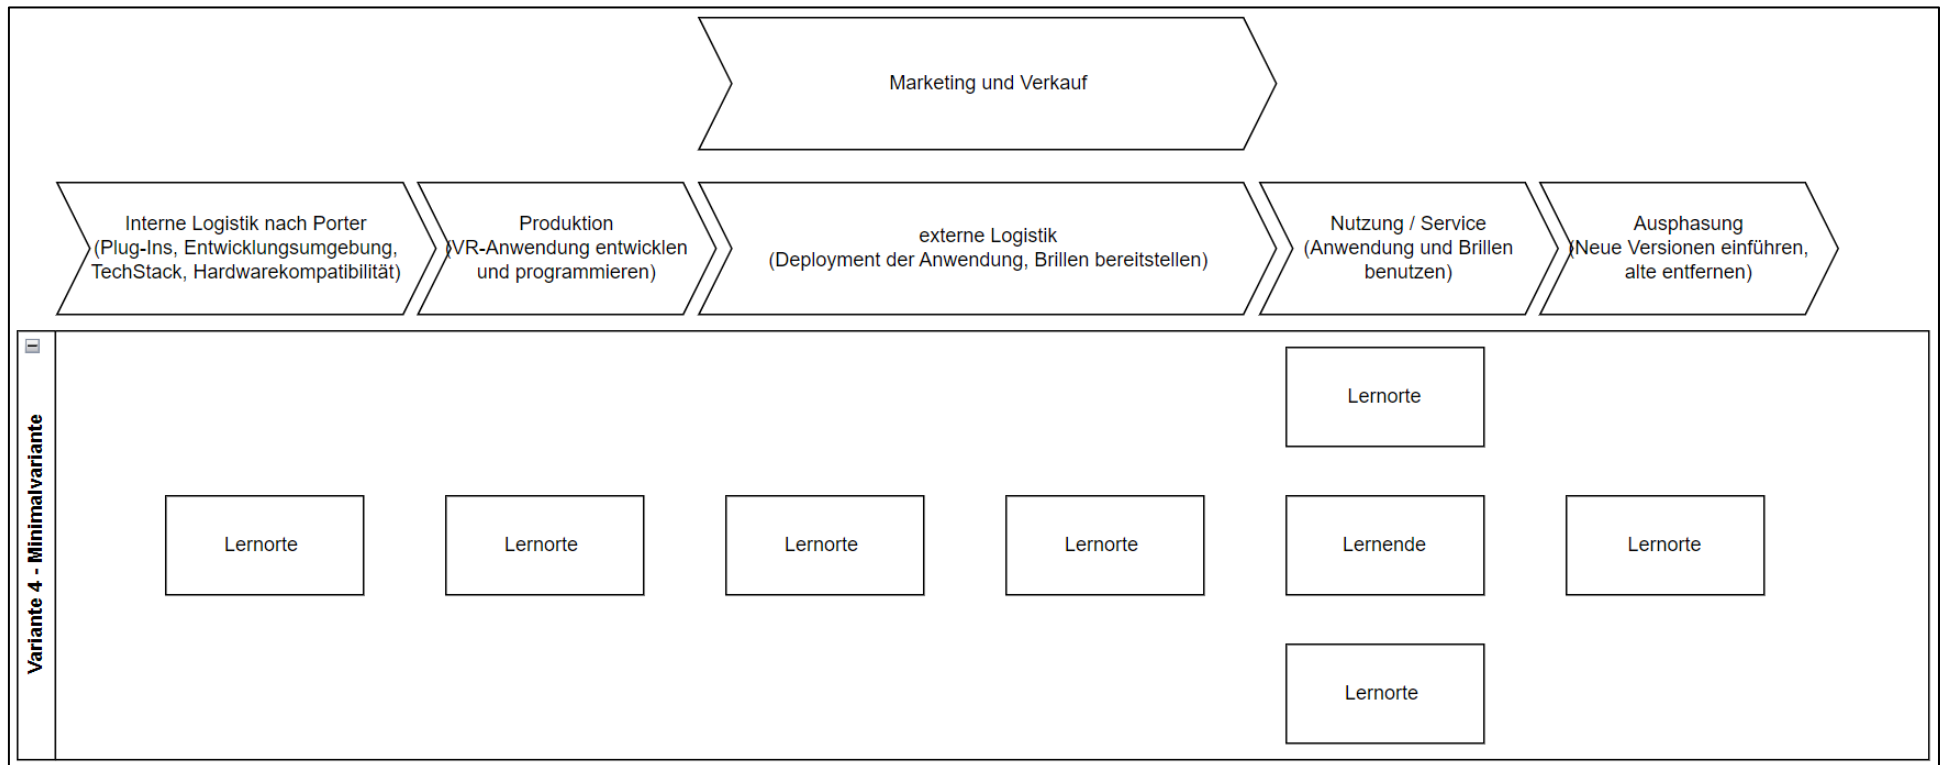 Marketing und Verkauf
Interne Logistik nach Porter
(Plug-Ins, Entwicklungsumgebung,
TechStack, Hardwarekompatibilität)
Produktion
(VR-Anwendung entwicklen
und programmieren)
externe Logistik
(Deployment der Anwendung, Brillen bereitstellen)
Nutzung / Service
(Anwendung und Brillen
benutzen)
Ausphasung
(Neue Versionen einführen,
alte entfernen)
Variante 4 - Minimalvariante
Lernorte
Lernorte
Lernorte
Lernorte
Lernorte
Lernende
Lernorte
Lernorte